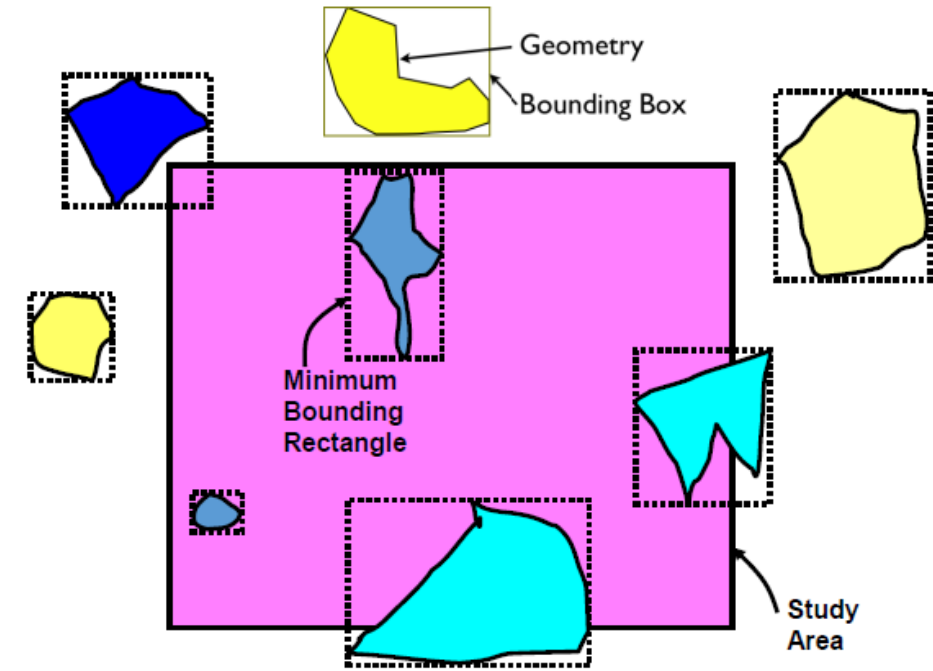 Geometry
Bounding Box
Minimum
Bounding
Rectangle
Study
Area